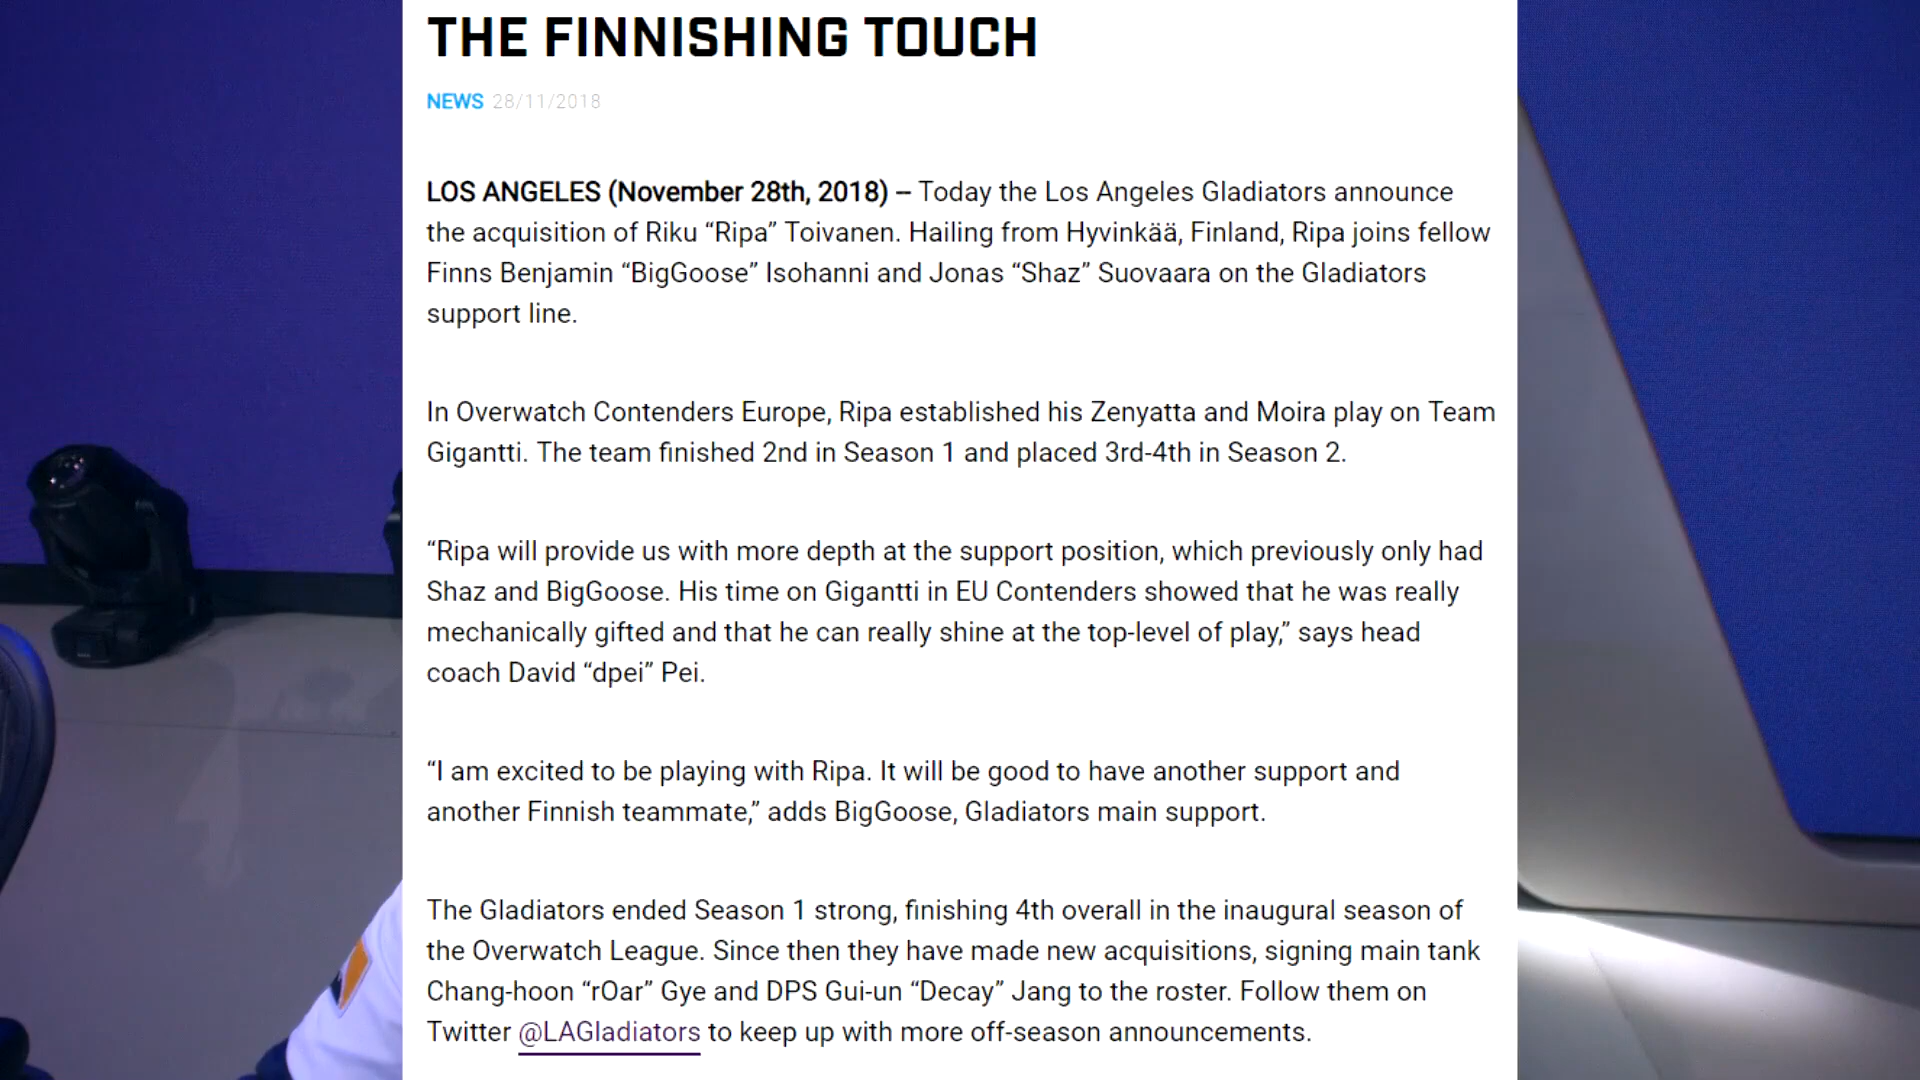 THE FINNISHING TOUCH
NEWS 28/11/2018
LOS ANGELES (November 28th, 2018) – Today the Los Angeles Gladiators announce
the acquisition of Riku “Ripa” Toivanen. Hailing from Hyvinkää, Finland, Ripa joins fellow
Finns Benjamin “BigGoose” Isohanni and Jonas “Shaz” Suovaara on the Gladiators
support line.
In Overwatch Contenders Europe, Ripa established his Zenyatta and Moira play on Team
Gigantti. The team finished 2nd in Season 1 and placed 3rd-4th in Season 2.
“Ripa will provide us with more depth at the support position, which previously only had
Shaz and BigGoose. His time on Gigantti in EU Contenders showed that he was really
mechanically gifted and that he can really shine at the top-level of play,” says head
coach David “dpei” Pei.
“I am excited to be playing with Ripa. It will be good to have another support and
another Finnish teammate,” adds BigGoose, Gladiators main support.
The Gladiators ended Season 1 strong, finishing 4th overall in the inaugural season of
the Overwatch League. Since then they have made new acquisitions, signing main tank
Chang-hoon “rOar” Gye and DPS Gui-un “Decay” Jang to the roster. Follow them on
Twitter @LAGladiators to keep up with more off-season announcements.